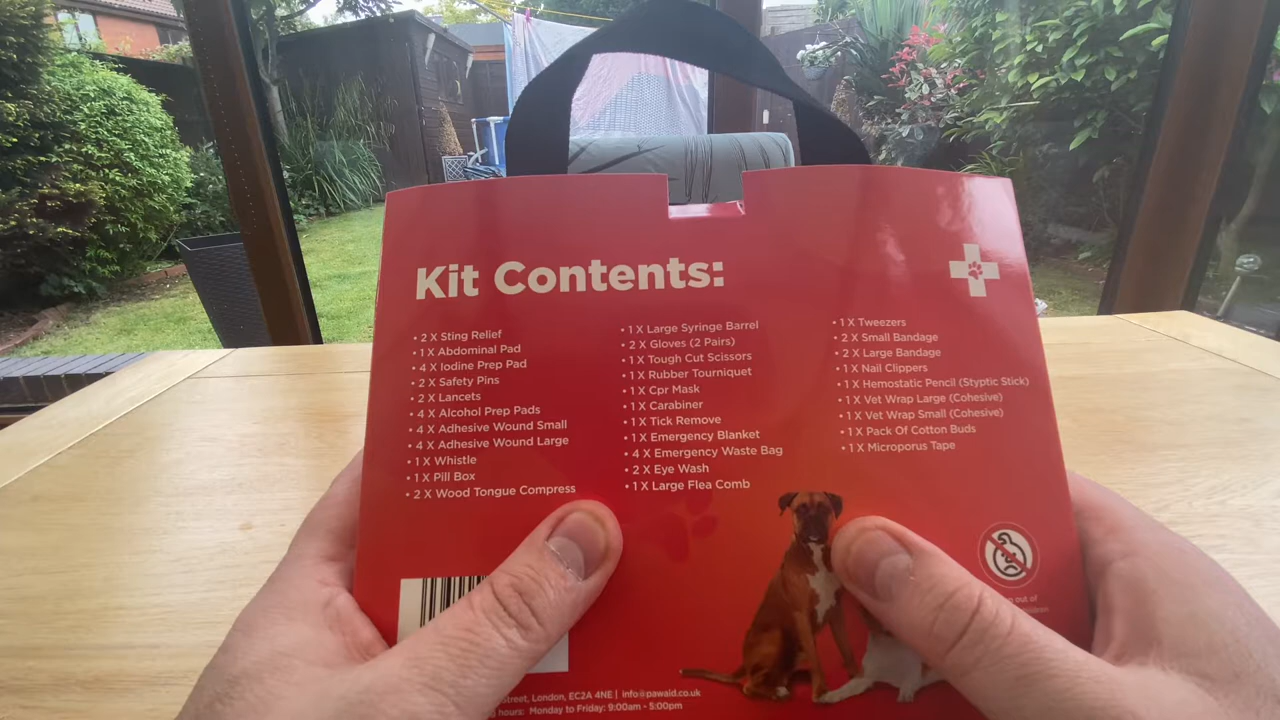 Kit Contents:
• 2 X Sting Relief
• 1 X Abdominal Pad
• 4 X Iodine Prep Pad
• 2 X Safety Pins
• 2 X Lancets
• 4 X Alcohol Prep Pads
• 4 X Adhesive Wound Small
• 4 X Adhesive Wound Large
• 1 X Whistle
• 1 X Pill Box
• 2 X Wood Tongue Compress
• 1 X Large Syringe Barrel
• 2 X Gloves (2 Pairs)
• 1 X Tough Cut Scissors
• 1 X Rubber Tourniquet
• 1 X Cpr Mask
• 1 X Carabiner
• 1 X Tick Remove
• 1 X Emergency Blanket
• 4 X Emergency Waste Bag
• 2 X Eye Wash
• 1 X Large Flea Comb
• 1 X Tweezers
• 2 X Small Bandage
• 2 X Large Bandage
• 1 X Nail Clippers
• 1 X Hemostatic Pencil (Styptic Stick)
• 1 X Vet Wrap Large (Cohesive)
• 1 X Vet Wrap Small (Cohesive)
• 1 X Pack Of Cotton Buds
• 1 X Microporus Tape
out of
Street, London, EC2A 4NE | info@pawaid.co.uk
hours: Monday to Friday: 9:00am - 5:00pm